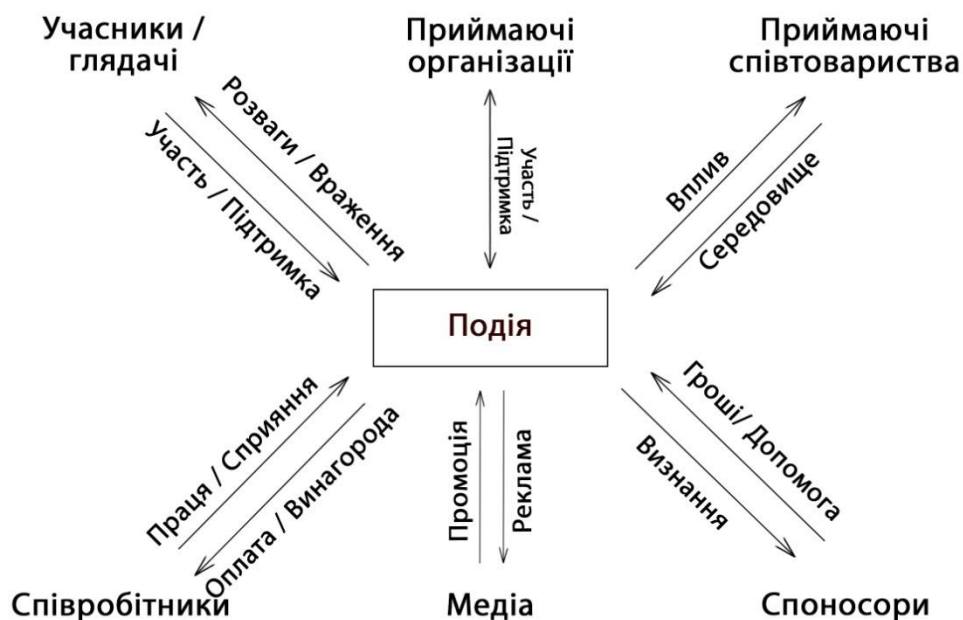 Учасники /
глядачі
Приймаючі
організації
Приймаючі
співтовариства
Розваги / Враження
Участь / Підтримка
Участь /
Підтримка
Вплив
Середовище
Подія
Праця / Сприяння
Оплата / Винагорода
Промоція
Реклама
Гроші/ Допомога
Визнання
Співробітники
Медіа
Споносори